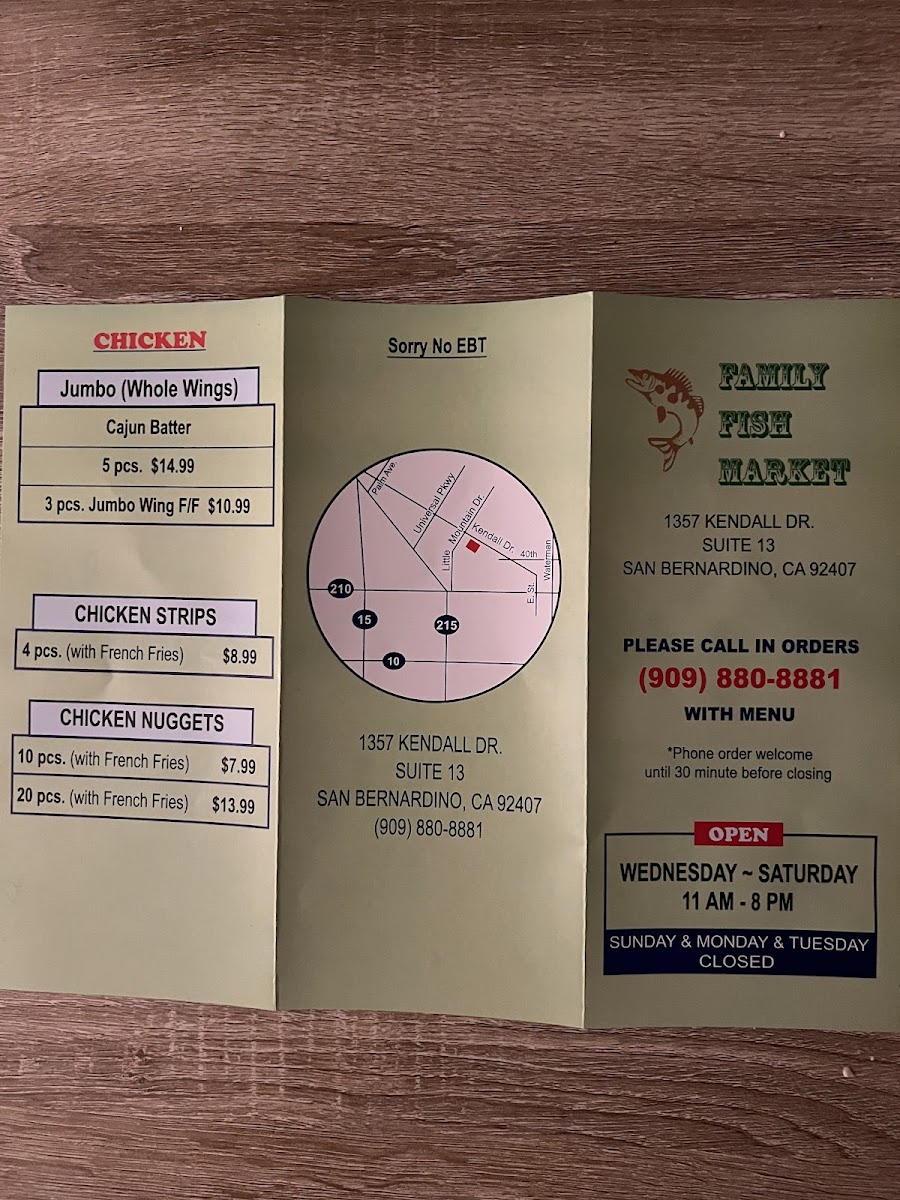 CHICKEN
Jumbo (Whole Wings)
Cajun Batter
5 pcs. $14.99
3 pcs. Jumbo Wing F/F $10.99
CHICKEN STRIPS
4 pcs. (with French Fries) $8.99
CHICKEN NUGGETS
10 pcs. (with French Fries) $7.99
20 pcs. (with French Fries) $13.99
Sorry No EBT
Palm Ave.
Universal Pkwy
Little Mountain Dr.
Kendall Dr.
40th
Waterman
E. St.
210
15
215
10
1357 KENDALL DR.
SUITE 13
SAN BERNARDINO, CA 92407
(909) 880-8881
FAMILY
FISH
MARKET
1357 KENDALL DR.
SUITE 13
SAN BERNARDINO, CA 92407
PLEASE CALL IN ORDERS
(909) 880-8881
WITH MENU
*Phone order welcome
until 30 minute before closing
OPEN
WEDNESDAY ~ SATURDAY
11 AM - 8 PM
SUNDAY & MONDAY & TUESDAY
CLOSED